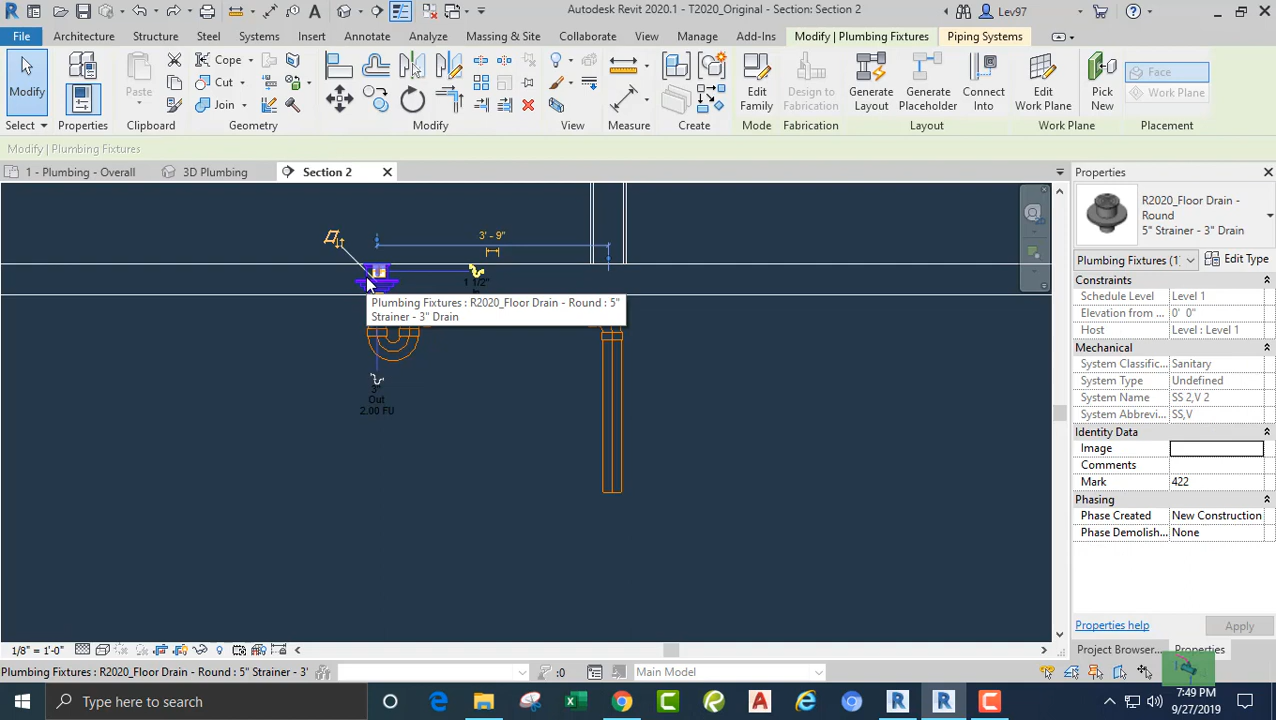 Autodesk Revit 2020.1 - T2020_Original - Section: Section 2
Lev97
File
Architecture
Structure
Steel
Systems
Insert
Annotate
Analyze
Massing & Site
Collaborate
View
Manage
Add-Ins
Modify | Plumbing Fixtures
Piping Systems
Modify
Select
Properties
Paste
Clipboard
Cope
Cut
Join
Geometry
Modify
View
Measure
Create
Edit
Family
Mode
Design to
Fabrication
Fabrication
Generate
Layout
Generate
Placeholder
Connect
Into
Layout
Edit
Work Plane
Work Plane
Pick
New
Face
Work Plane
Placement
Modify | Plumbing Fixtures
1 - Plumbing - Overall
3D Plumbing
Section 2
3' - 9"
1 1/2"
Plumbing Fixtures : R2020_Floor Drain - Round : 5"
Strainer - 3" Drain
Out
2.00 FU
Properties
R2020_Floor Drain -
Round
5" Strainer - 3" Drain
Plumbing Fixtures (1)
Edit Type
Constraints
Schedule Level Level 1
Elevation from ... 0' 0"
Host Level : Level 1
Mechanical
System Classific... Sanitary
System Type Undefined
System Name SS 2,V 2
System Abbrevi... SS,V
Identity Data
Image
Comments
Mark 422
Phasing
Phase Created New Construction
Phase Demolish... None
Properties help
Apply
Project Browser...
Properties
1/8" = 1'-0"
Plumbing Fixtures : R2020_Floor Drain - Round : 5" Strainer - 3'
:0
Main Model
Type here to search
7:49 PM
9/27/2019